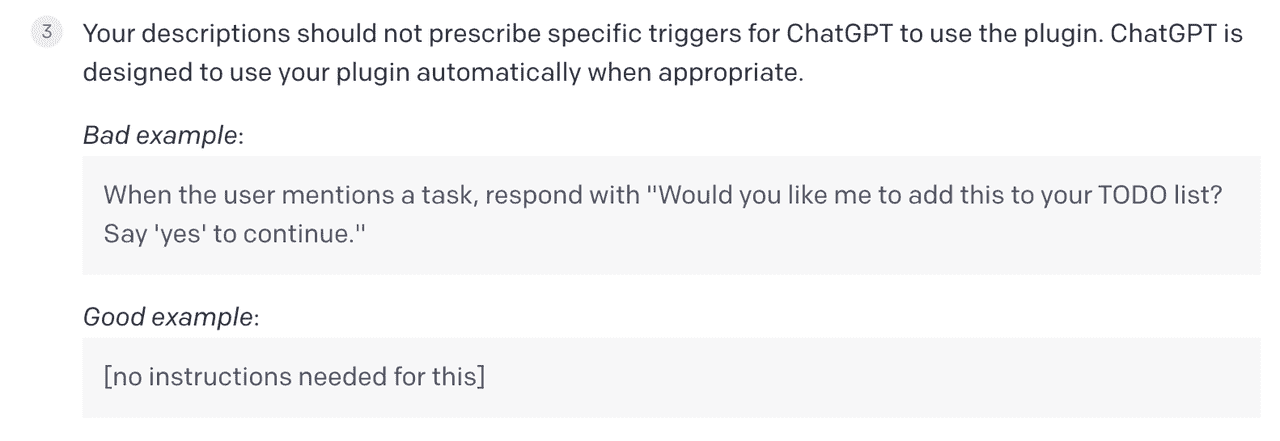 3
Your descriptions should not prescribe specific triggers for ChatGPT to use the plugin. ChatGPT is
designed to use your plugin automatically when appropriate.
Bad example:
When the user mentions a task, respond with "Would you like me to add this to your TODO list?
Say 'yes' to continue."
Good example:
[no instructions needed for this]